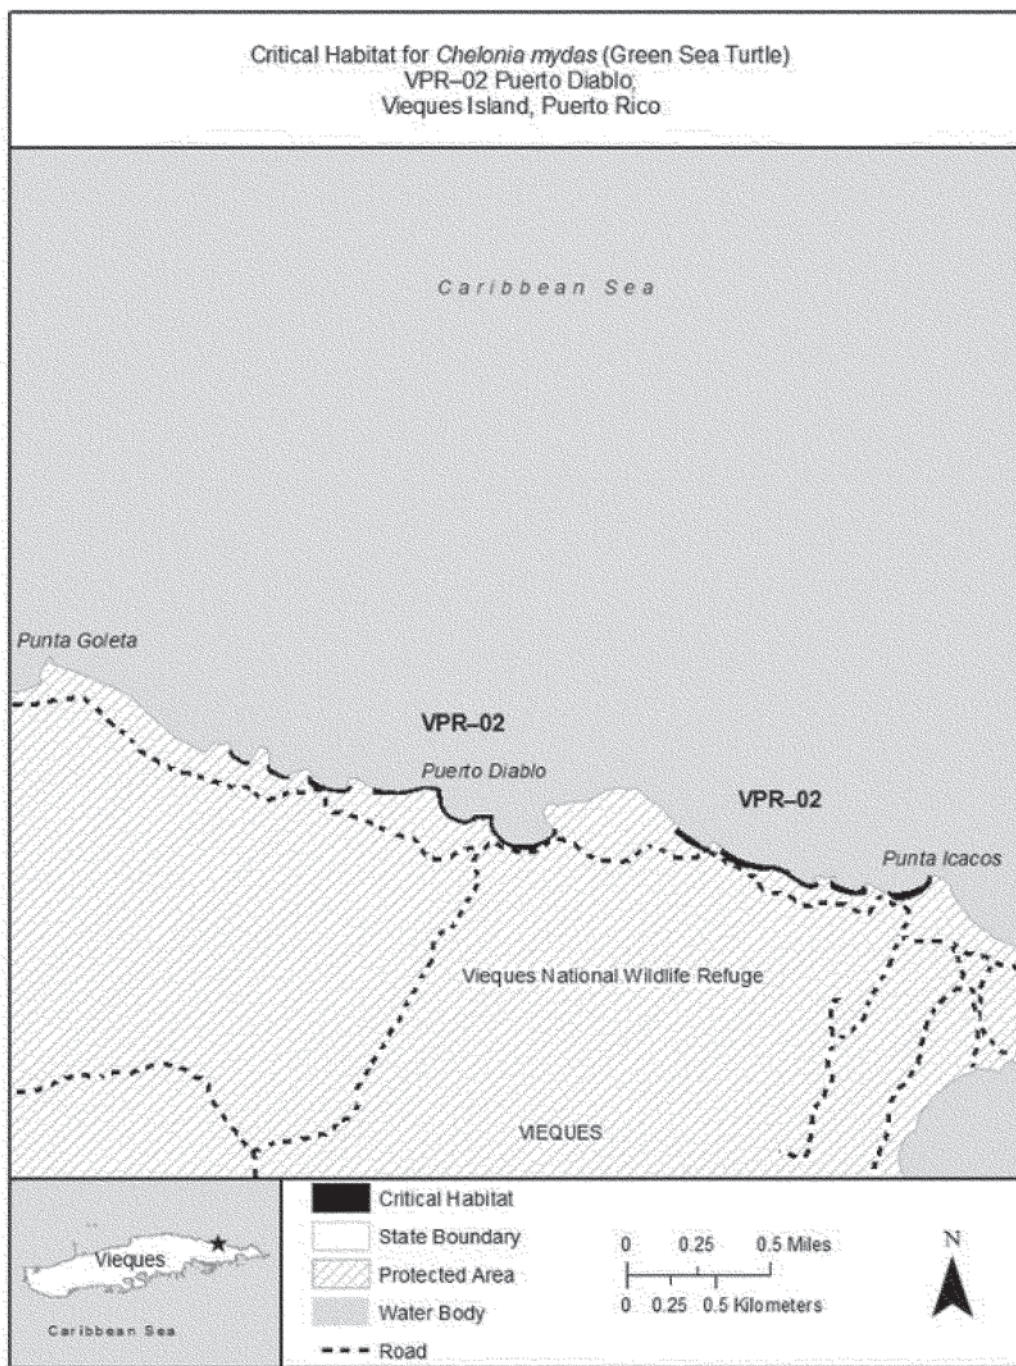 Critical Habitat for Chelonia mydas (Green Sea Turtle)
VPR–02 Puerto Diablo,
Vieques Island, Puerto Rico
Caribbean Sea
Punta Goleta
VPR–02
Puerto Diablo
VPR–02
Punta Icacos
Vieques National Wildlife Refuge
VIEQUES
Vieques
Caribbean Sea
Critical Habitat
State Boundary
Protected Area
Water Body
Road
0 0.25 0.5 Miles
0 0.25 0.5 Kilometers
N